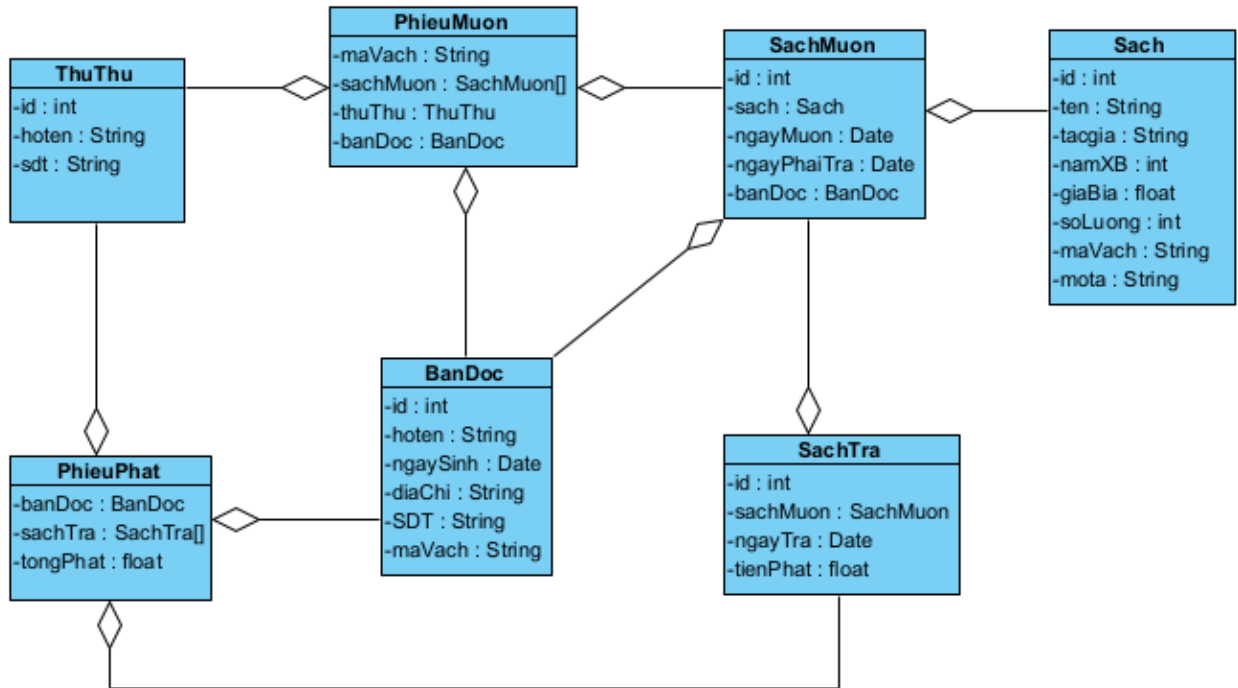 PhieuMuon
-maVach : String
-sachMuon : SachMuon[]
-thuThu : ThuThu
-banDoc : BanDoc
ThuThu
-id : int
-hoten : String
-sdt : String
SachMuon
-id : int
-sach : Sach
-ngayMuon : Date
-ngayPhaiTra : Date
-banDoc : BanDoc
Sach
-id : int
-ten : String
-tacgia : String
-namXB : int
-giaBia : float
-soLuong : int
-maVach : String
-mota : String
BanDoc
-id : int
-hoten : String
-ngaySinh : Date
-diaChi : String
-SDT : String
-maVach : String
PhieuPhat
-banDoc : BanDoc
-sachTra : SachTra[]
-tongPhat : float
SachTra
-id : int
-sachMuon : SachMuon
-ngayTra : Date
-tienPhat : float